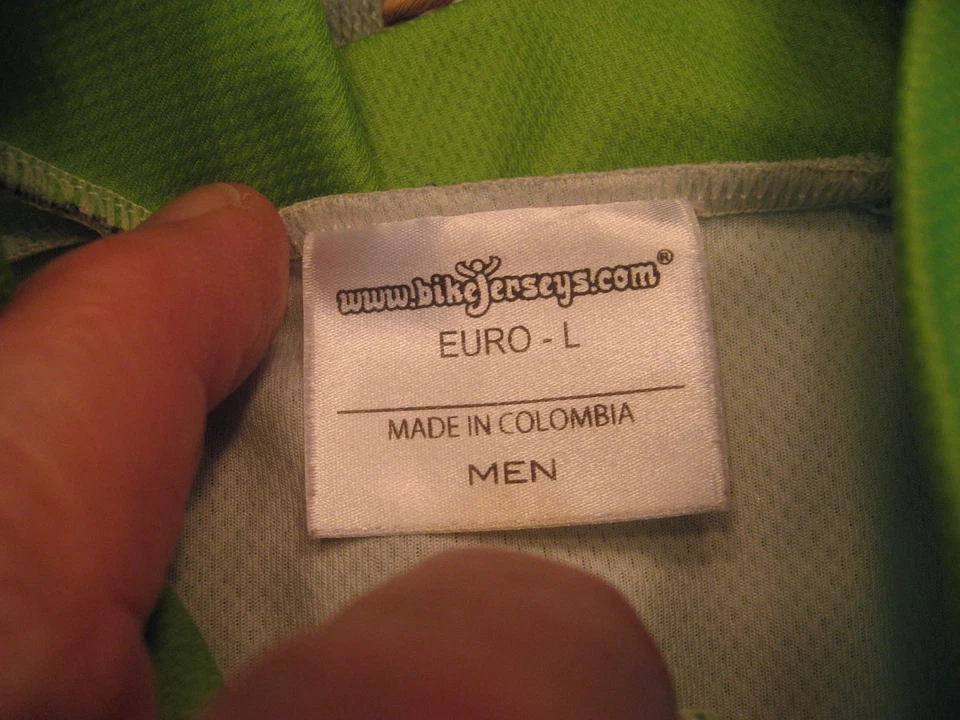 www.bikeJerseys.com®
EURO - L
MADE IN COLOMBIA
MEN